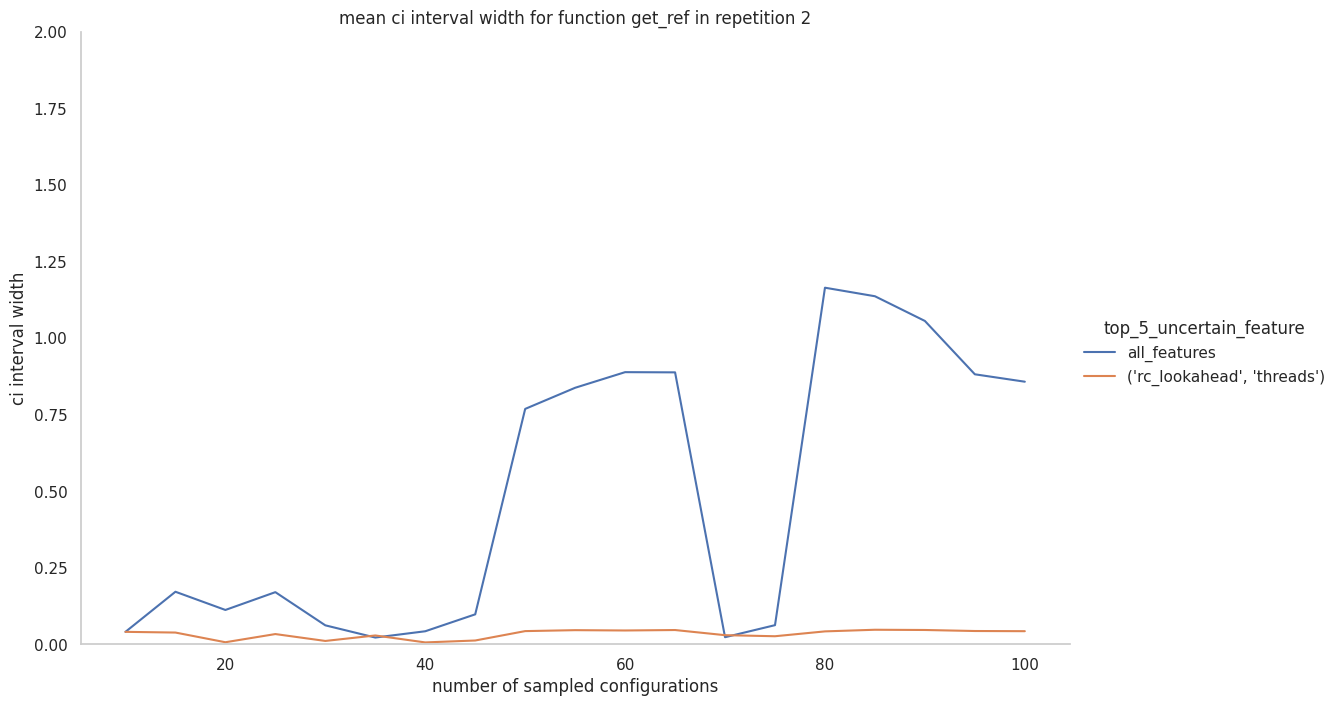 mean ci interval width for function get_ref in repetition 2
2.00
1.75
1.50
1.25
1.00
0.75
0.50
0.25
0.00
ci interval width
20
40
60
80
100
number of sampled configurations
top_5_uncertain_feature
all_features
('rc_lookahead', 'threads')